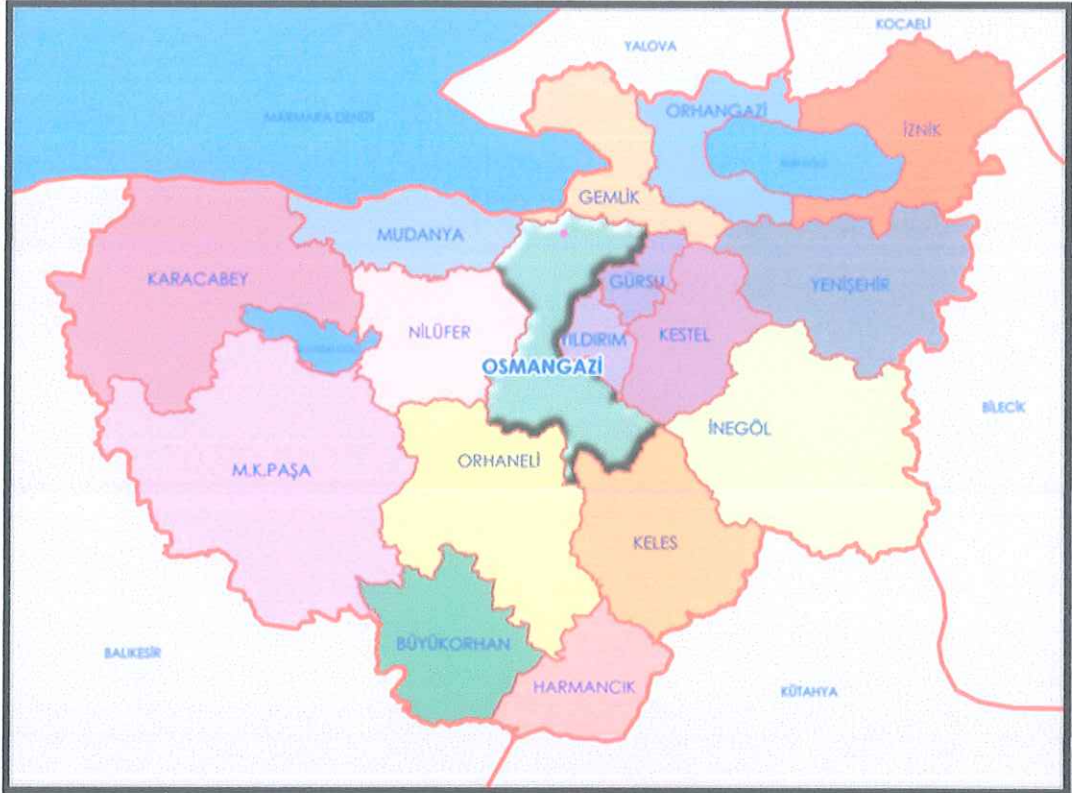 KOCAELİ
YALOVA
ORHANGAZİ
MARMARA DENİZİ
İZNİK
GEMLİK
MUDANYA
KARACABEY
GÜRSU
YENİŞEHİR
NİLÜFER
YILDIRIM
KESTEL
OSMANGAZİ
BİLECİK
İNEGÖL
M.K.PAŞA
ORHANELİ
KELES
BÜYÜKORHAN
BALIKESİR
HARMANCIK
KÜTAHYA